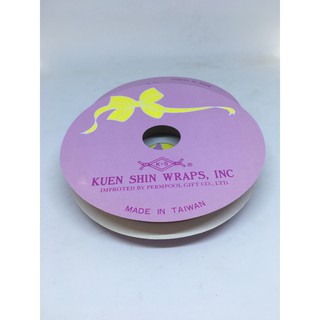 K·S
®
KUEN SHIN WRAPS, INC
IMPROVED BY PERMPOOL GIFT CO., LTD.
MADE IN TAIWAN